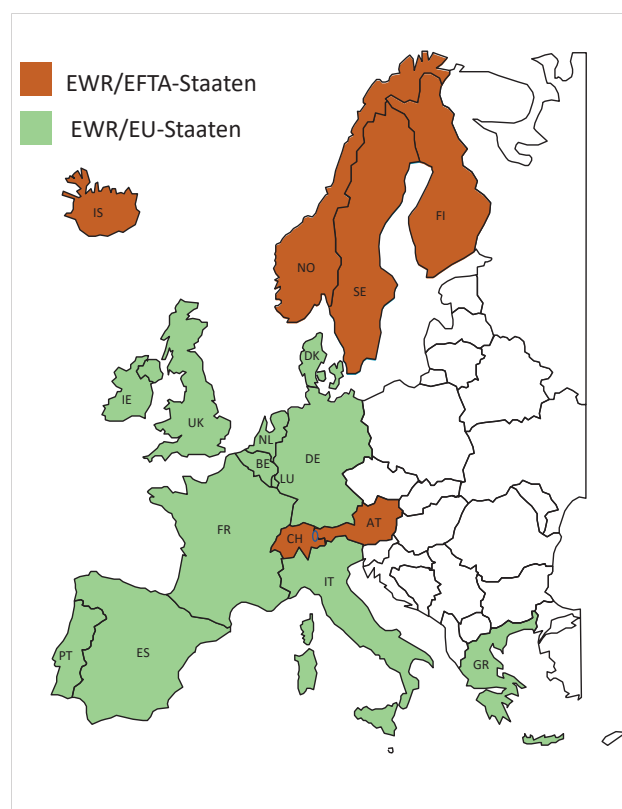 EWR/EFTA-Staaten
EWR/EU-Staaten
IS
FI
NO
SE
DK
IE
UK
NL
BE
DE
LU
FR
CH
AT
IT
PT
ES
GR